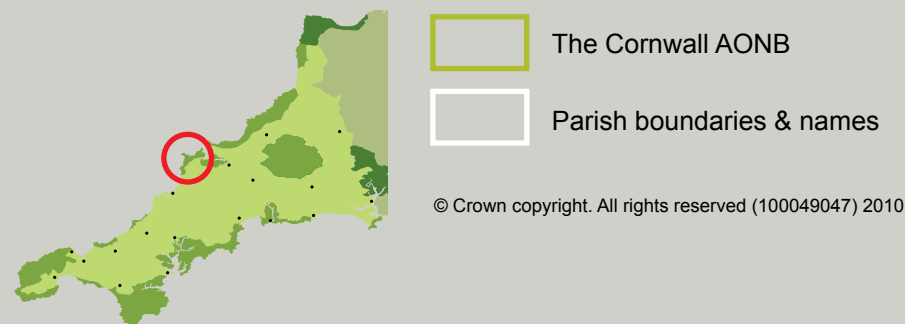 The Cornwall AONB
Parish boundaries & names
© Crown copyright. All rights reserved (100049047) 2010